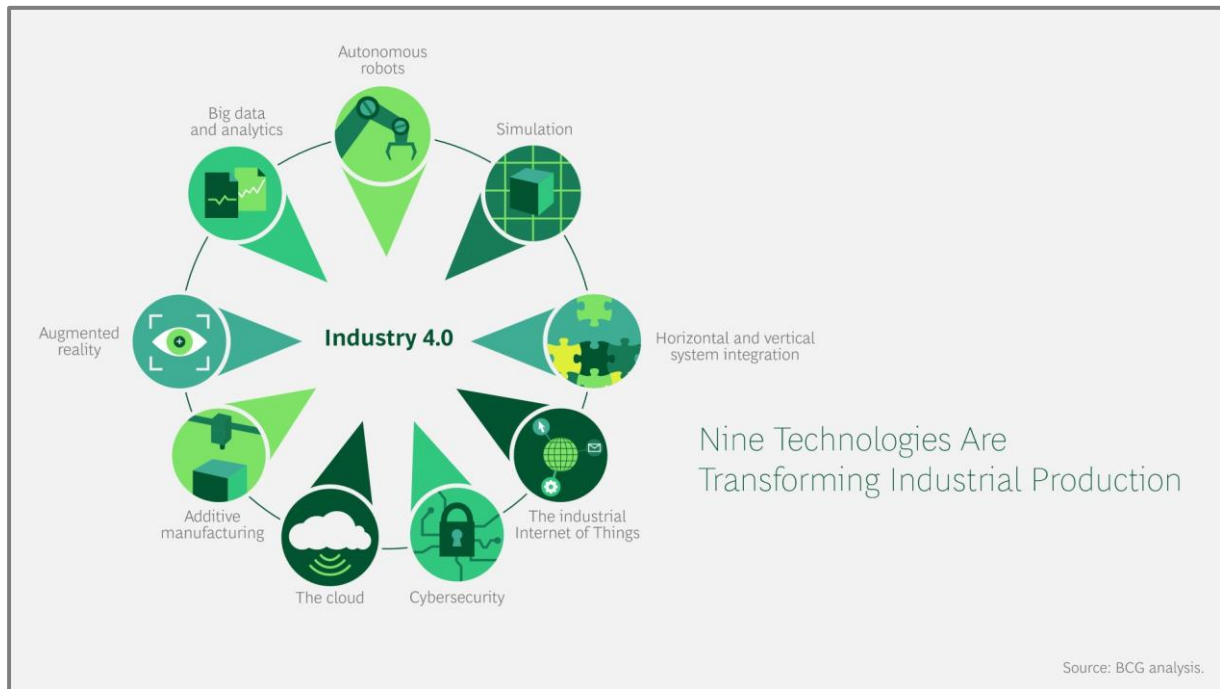 Autonomous
robots
Simulation
Horizontal and vertical
system integration
The industrial
Internet of Things
Cybersecurity
The cloud
Additive
manufacturing
Augmented
reality
Big data
and analytics
Industry 4.0
Nine Technologies Are
Transforming Industrial Production
Source: BCG analysis.